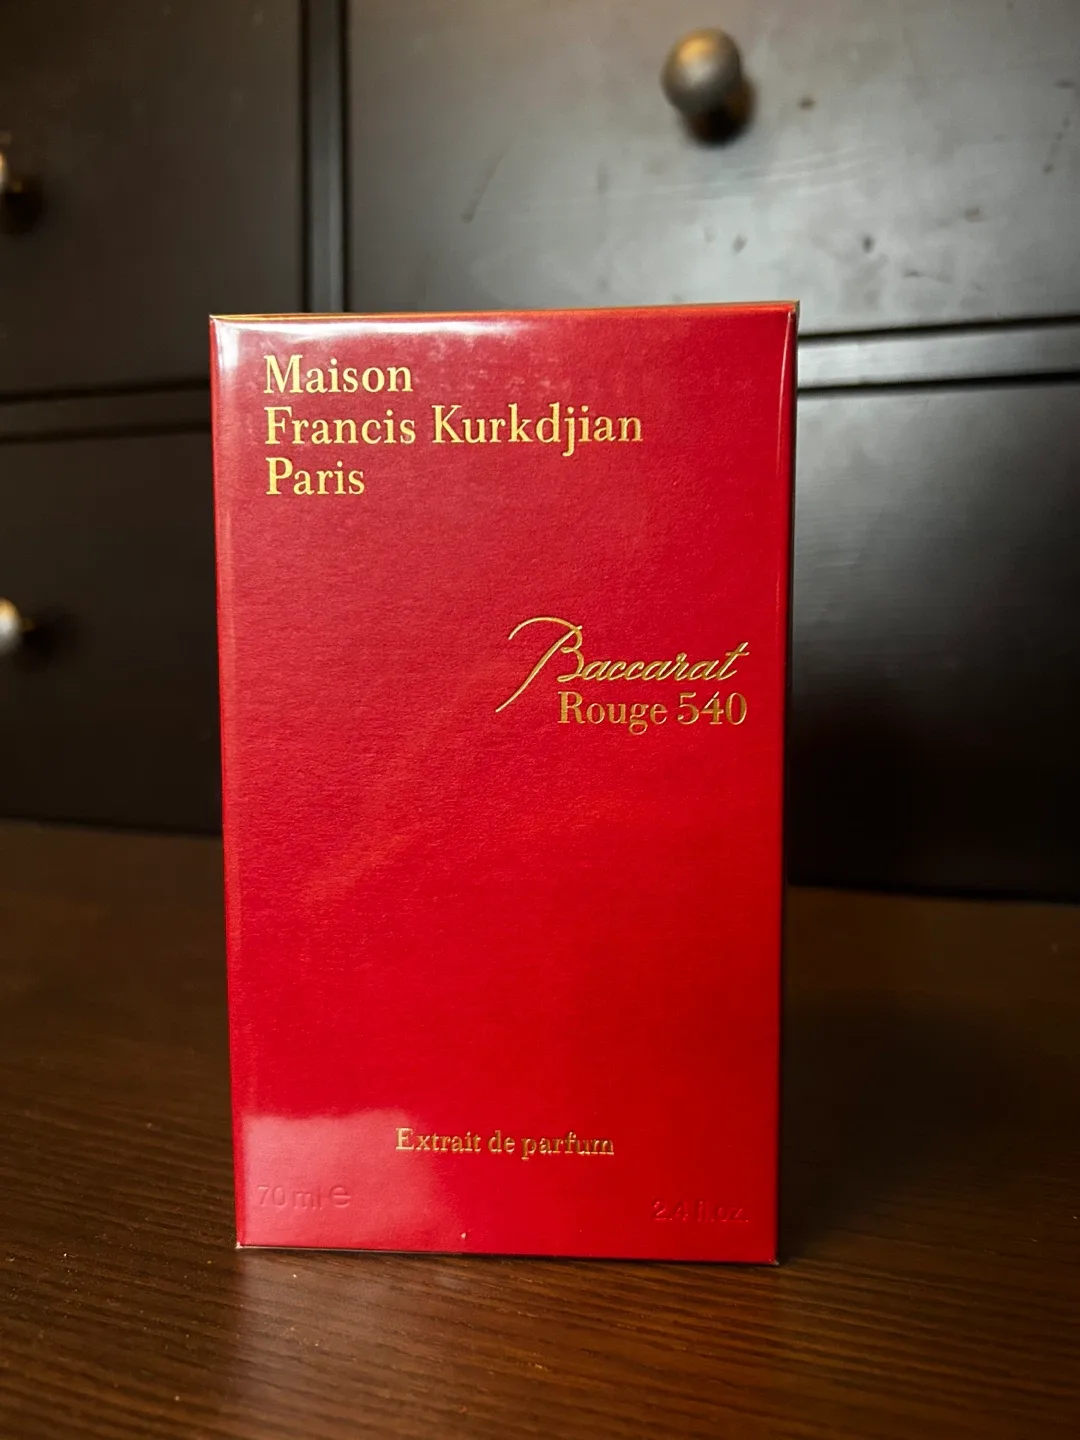 Maison
Francis Kurkdjian
Paris
Baccarat
Rouge 540
Extrait de parfum
70 ml ℮
2.4 fl.oz.